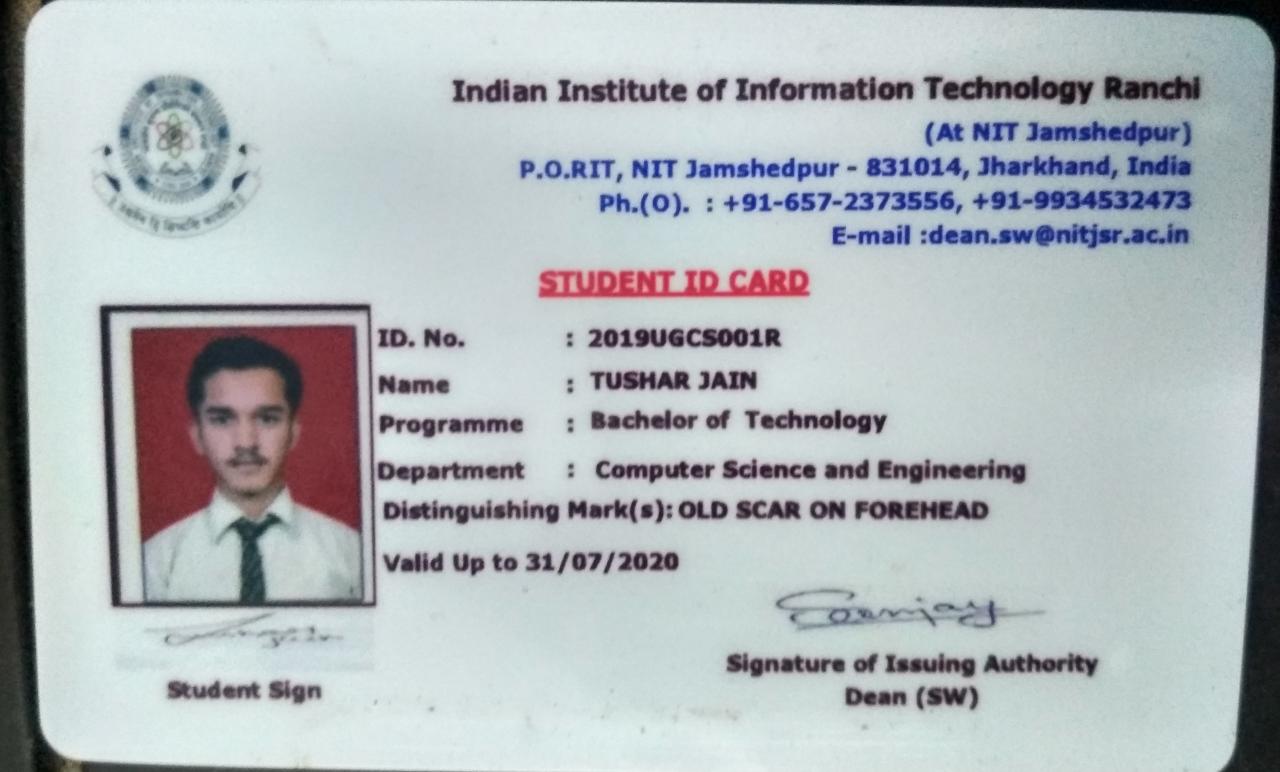 Indian Institute of Information Technology Ranchi
(At NIT Jamshedpur)
P.O.RIT, NIT Jamshedpur - 831014, Jharkhand, India
Ph.(O). : +91-657-2373556, +91-9934532473
E-mail :dean.sw@nitjsr.ac.in
STUDENT ID CARD
ID. No. : 2019UGCS001R
Name : TUSHAR JAIN
Programme : Bachelor of Technology
Department : Computer Science and Engineering
Distinguishing Mark(s): OLD SCAR ON FOREHEAD
Valid Up to 31/07/2020
Student Sign
Signature of Issuing Authority
Dean (SW)